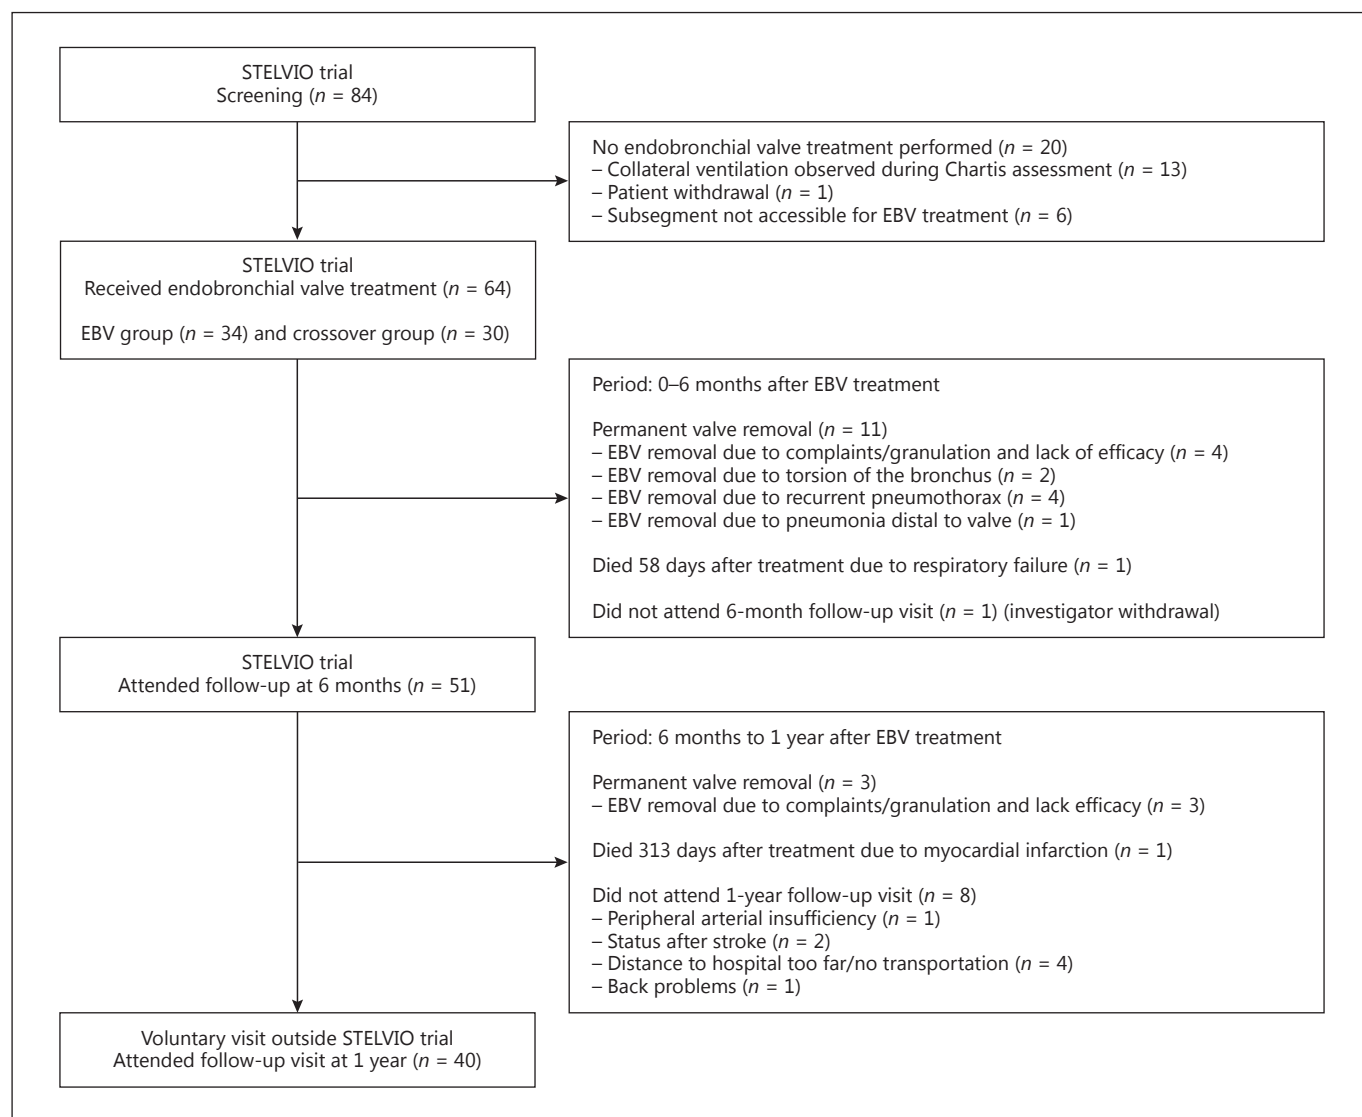 STELVIO trial
Screening (n = 84)
No endobronchial valve treatment performed (n = 20)
– Collateral ventilation observed during Chartis assessment (n = 13)
– Patient withdrawal (n = 1)
– Subsegment not accessible for EBV treatment (n = 6)
STELVIO trial
Received endobronchial valve treatment (n = 64)
EBV group (n = 34) and crossover group (n = 30)
Period: 0–6 months after EBV treatment
Permanent valve removal (n = 11)
– EBV removal due to complaints/granulation and lack of efficacy (n = 4)
– EBV removal due to torsion of the bronchus (n = 2)
– EBV removal due to recurrent pneumothorax (n = 4)
– EBV removal due to pneumonia distal to valve (n = 1)
Died 58 days after treatment due to respiratory failure (n = 1)
Did not attend 6-month follow-up visit (n = 1) (investigator withdrawal)
STELVIO trial
Attended follow-up at 6 months (n = 51)
Period: 6 months to 1 year after EBV treatment
Permanent valve removal (n = 3)
– EBV removal due to complaints/granulation and lack efficacy (n = 3)
Died 313 days after treatment due to myocardial infarction (n = 1)
Did not attend 1-year follow-up visit (n = 8)
– Peripheral arterial insufficiency (n = 1)
– Status after stroke (n = 2)
– Distance to hospital too far/no transportation (n = 4)
– Back problems (n = 1)
Voluntary visit outside STELVIO trial
Attended follow-up visit at 1 year (n = 40)